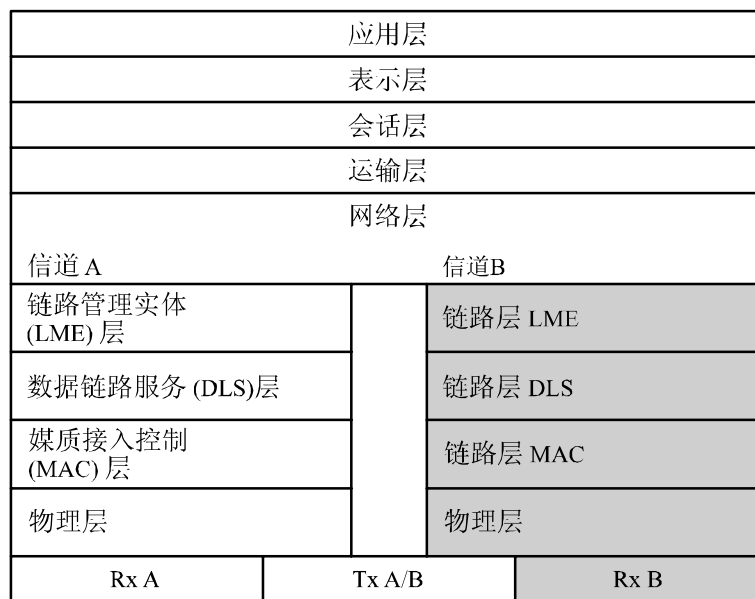 应用层
表示层
会话层
运输层
网络层
信道 A
信道B
链路管理实体
(LME) 层
链路层 LME
数据链路服务 (DLS)层
链路层 DLS
媒质接入控制
(MAC) 层
链路层 MAC
物理层
物理层
Rx A
Tx A/B
Rx B